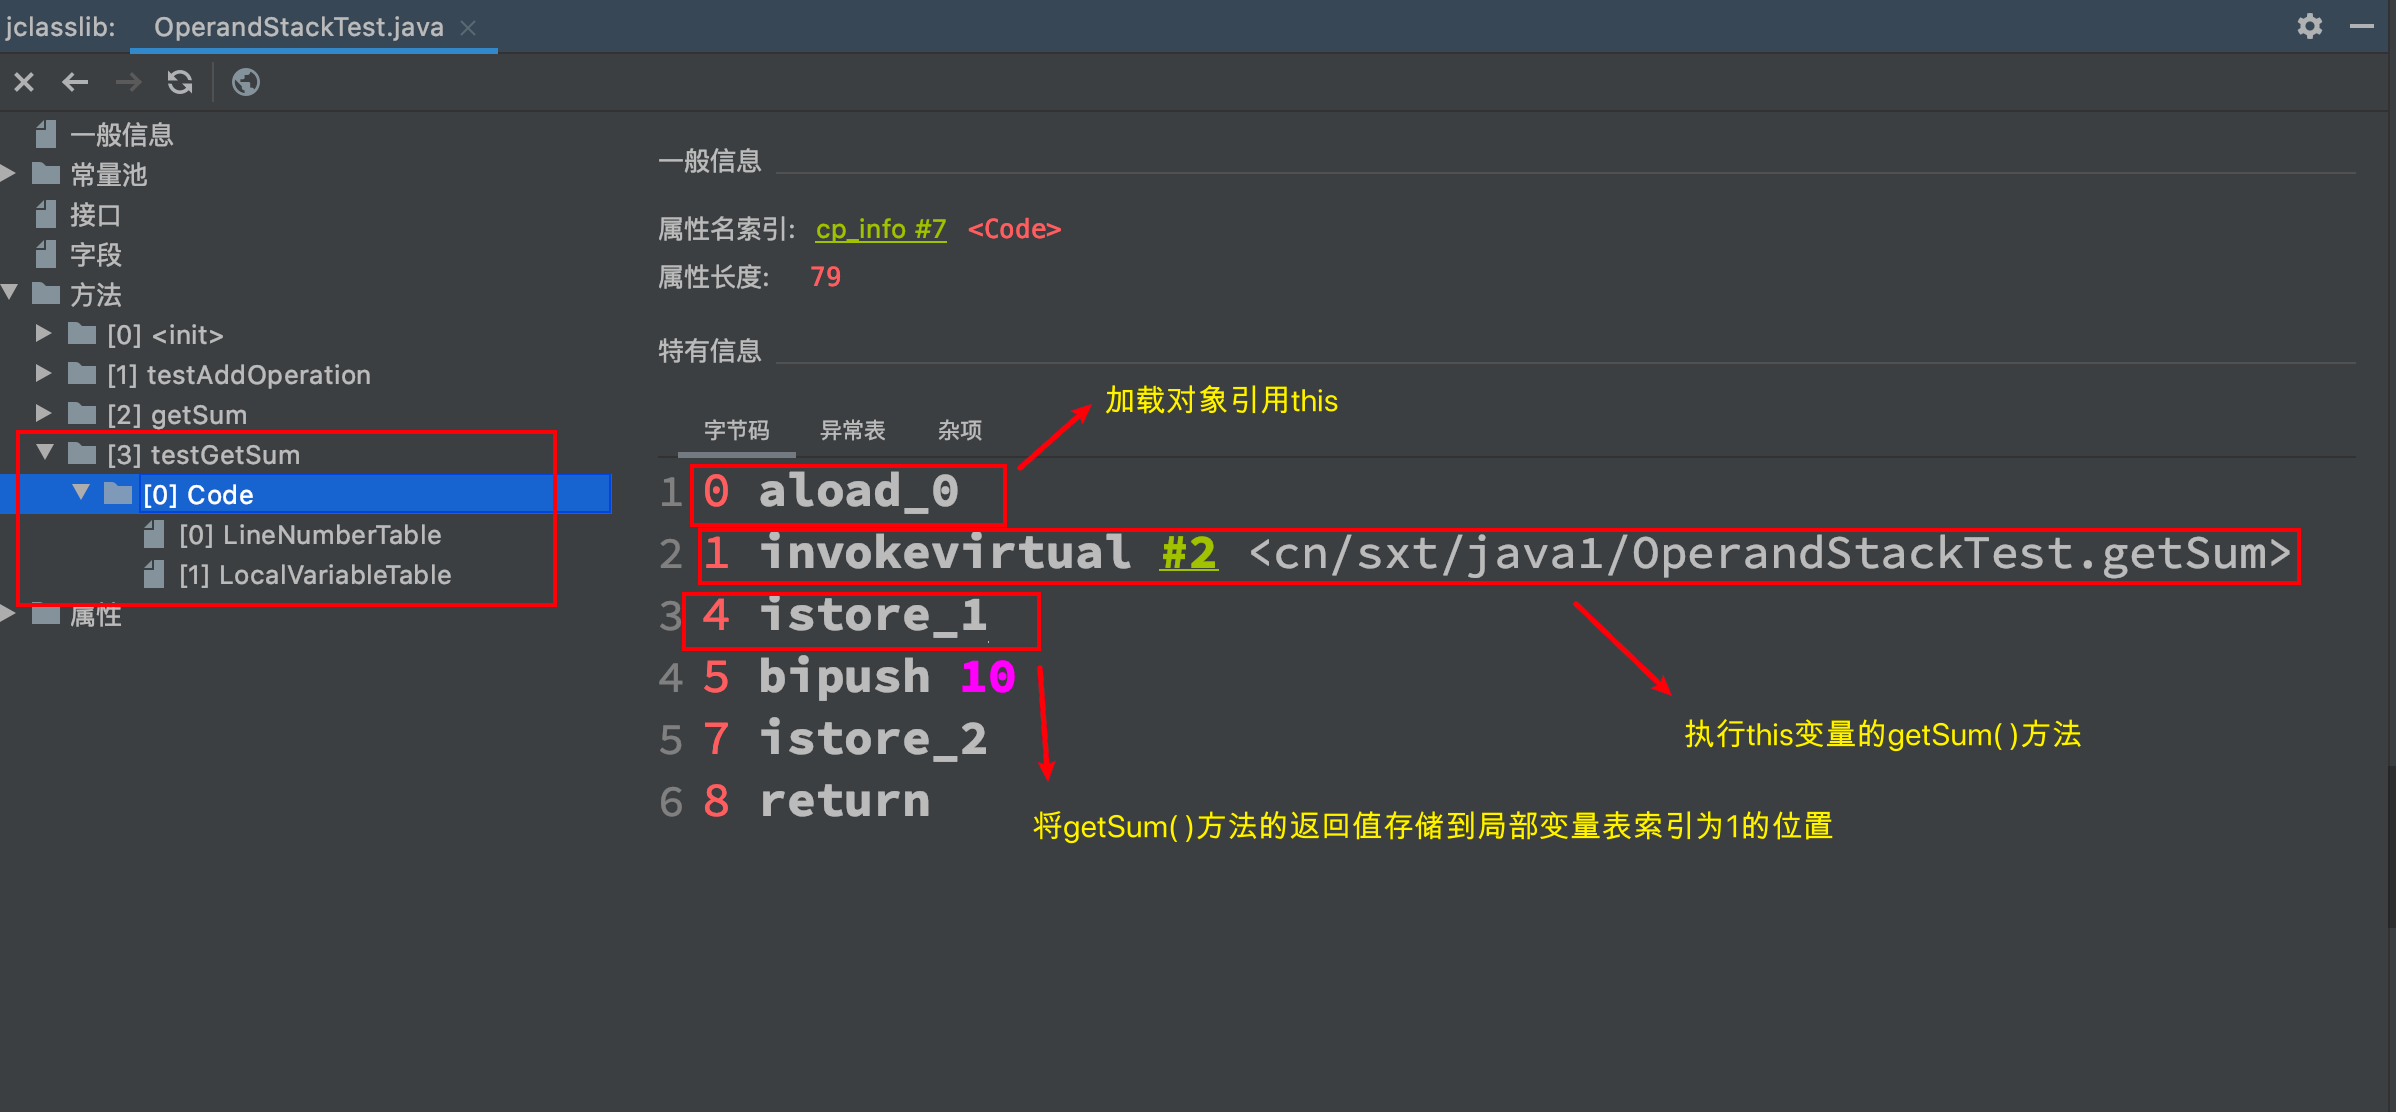 jclasslib: OperandStackTest.java
一般信息
常量池
接口
字段
方法
[0] <init>
[1] testAddOperation
[2] getSum
[3] testGetSum
[0] Code
[0] LineNumberTable
[1] LocalVariableTable
属性
一般信息
属性名索引: cp_info #7 <Code>
属性长度: 79
特有信息
加载对象引用this
字节码 异常表 杂项
1 0 aload_0
2 1 invokevirtual #2 <cn/sxt/java1/OperandStackTest.getSum>
3 4 istore_1
4 5 bipush 10
5 7 istore_2
6 8 return
执行this变量的getSum()方法
将getSum()方法的返回值存储到局部变量表索引为1的位置